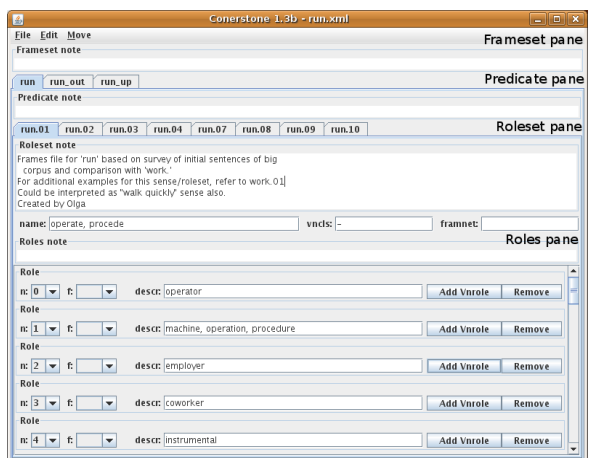 Conerstone 1.3b - run.xml
File Edit Move
Frameset pane
Frameset note
run run_out run_up
Predicate pane
Predicate note
run.01 run.02 run.03 run.04 run.07 run.08 run.09 run.10
Roleset pane
Roleset note
Frames file for 'run' based on survey of initial sentences of big
corpus and comparison with 'work.'
For additional examples for this sense/roleset, refer to work.01
Could be interpreted as "walk quickly" sense also.
Created by Olga
name: operate, procede vncls: - framnet:
Roles pane
Roles note
Role
n: 0 f: descr: operator Add Vnrole Remove
Role
n: 1 f: descr: machine, operation, procedure Add Vnrole Remove
Role
n: 2 f: descr: employer Add Vnrole Remove
Role
n: 3 f: descr: coworker Add Vnrole Remove
Role
n: 4 f: descr: instrumental Add Vnrole Remove